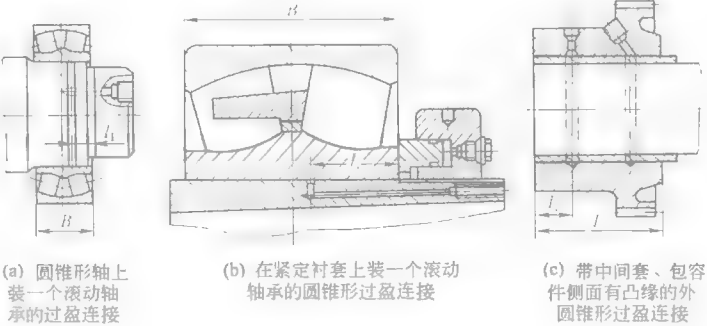 B
l₁
B
l
l₁
l
(a) 圆锥形轴上
装一个滚动轴
承的过盈连接
(b) 在紧定衬套上装一个滚动
轴承的圆锥形过盈连接
(c) 带中间套、包容
件侧面有凸缘的外
圆锥形过盈连接